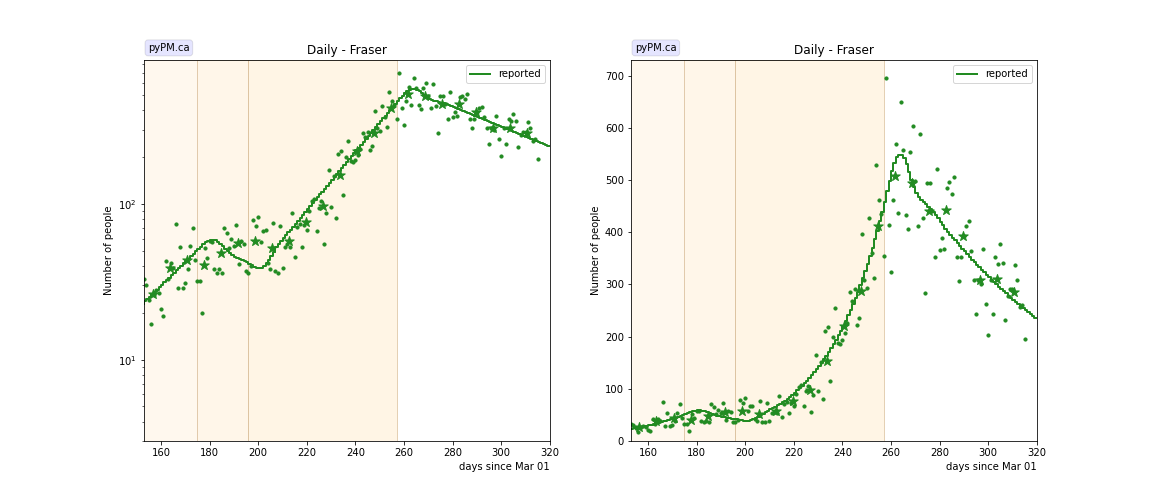 pyPM.ca
Daily - Fraser
reported
Number of people
10²
10¹
160 180 200 220 240 260 280 300 320
days since Mar 01
pyPM.ca
Daily - Fraser
reported
Number of people
700
600
500
400
300
200
100
0
160 180 200 220 240 260 280 300 320
days since Mar 01